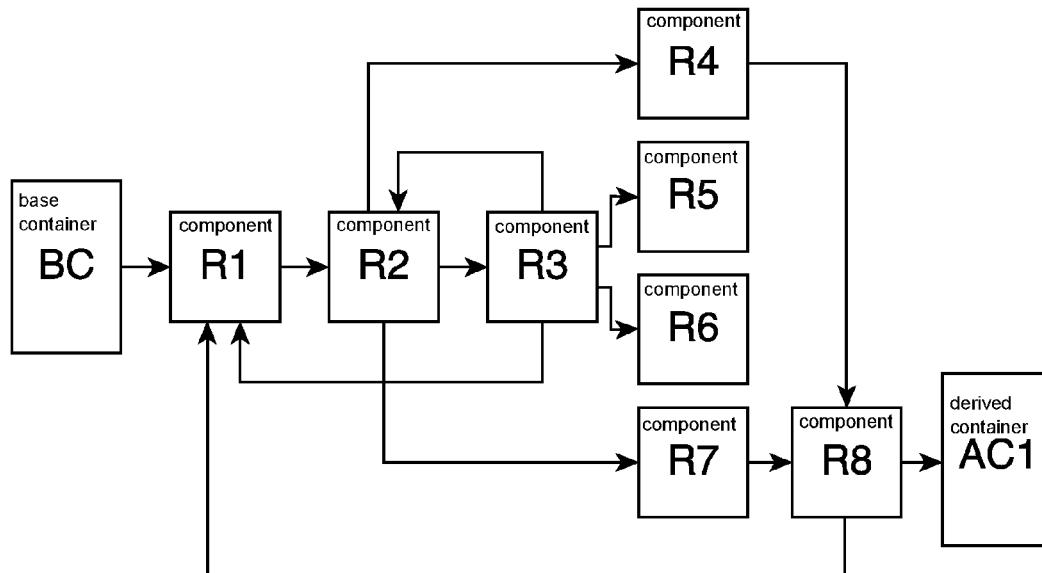 component
R4
component
R5
base
container
BC
component
R1
component
R2
component
R3
component
R6
derived
container
AC1
component
R7
component
R8